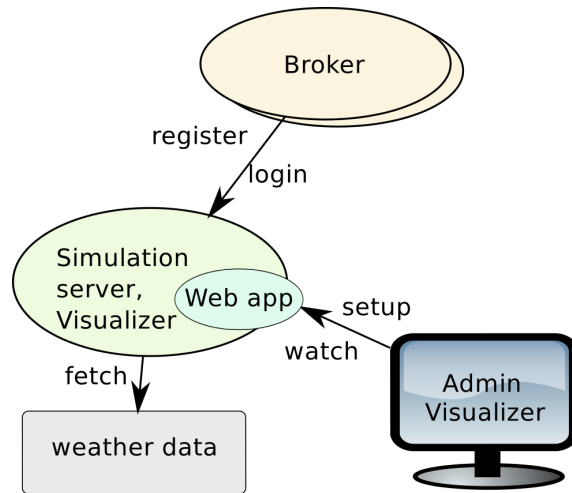 Broker
register
login
Simulation
server,
Visualizer
Web app
setup
watch
fetch
Admin
Visualizer
weather data